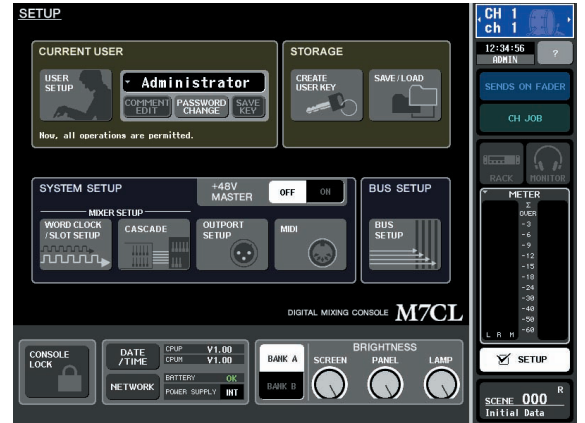 SETUP
CURRENT USER
USER
SETUP
Administrator
COMMENT
EDIT
PASSWORD
CHANGE
SAVE
KEY
Now, all operations are permitted.
STORAGE
CREATE
USER KEY
SAVE/LOAD
SYSTEM SETUP
+48V
MASTER
OFF
ON
MIXER SETUP
WORD CLOCK
/SLOT SETUP
CASCADE
OUTPORT
SETUP
MIDI
BUS SETUP
BUS
SETUP
DIGITAL MIXING CONSOLE M7CL
CONSOLE
LOCK
DATE
/TIME
CPUP V1.00
CPUM V1.00
NETWORK
BATTERY OK
POWER SUPPLY INT
BANK A
BANK B
BRIGHTNESS
SCREEN PANEL LAMP
CH 1
ch 1
12:34:56
ADMIN
?
SENDS ON FADER
CH JOB
RACK
MONITOR
METER
Σ
OVER
-3
-6
-9
-12
-15
-18
-24
-30
-40
-50
-60
L R M
SETUP
R
SCENE 000
Initial Data